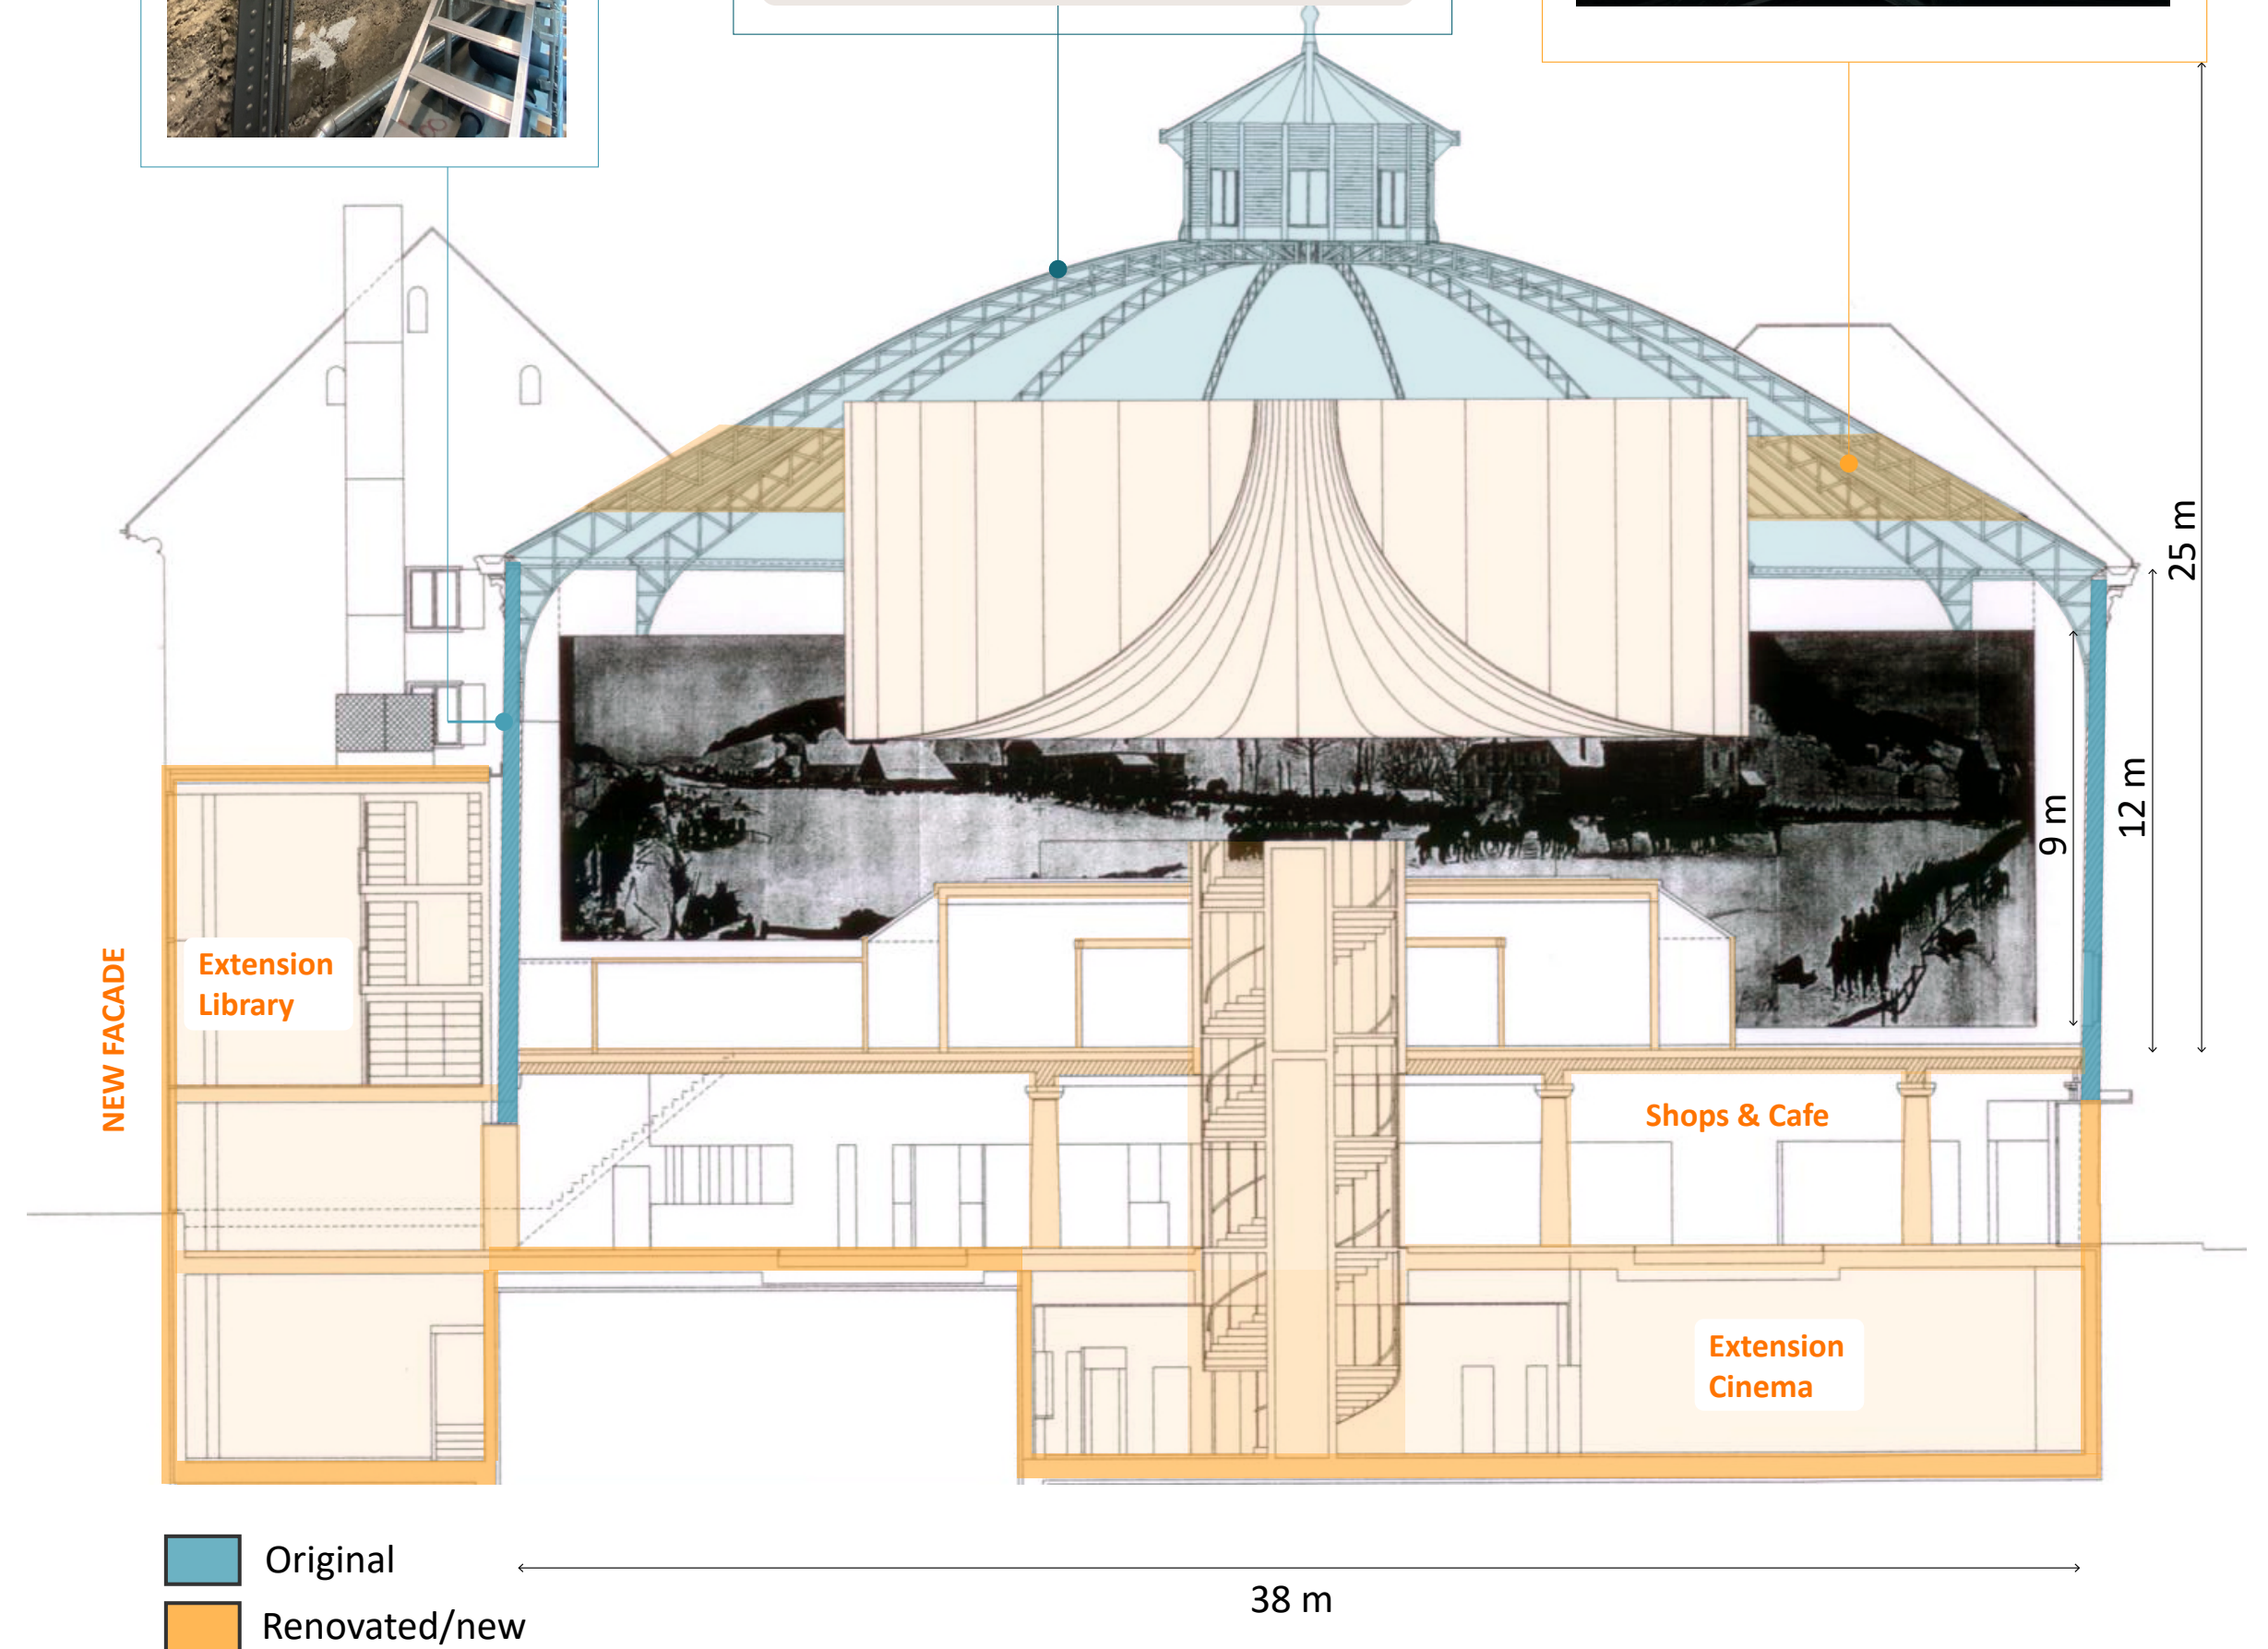 25 m
12 m
9 m
NEW FACADE
Extension
Library
Shops & Cafe
Extension
Cinema
Original
38 m
Renovated/new